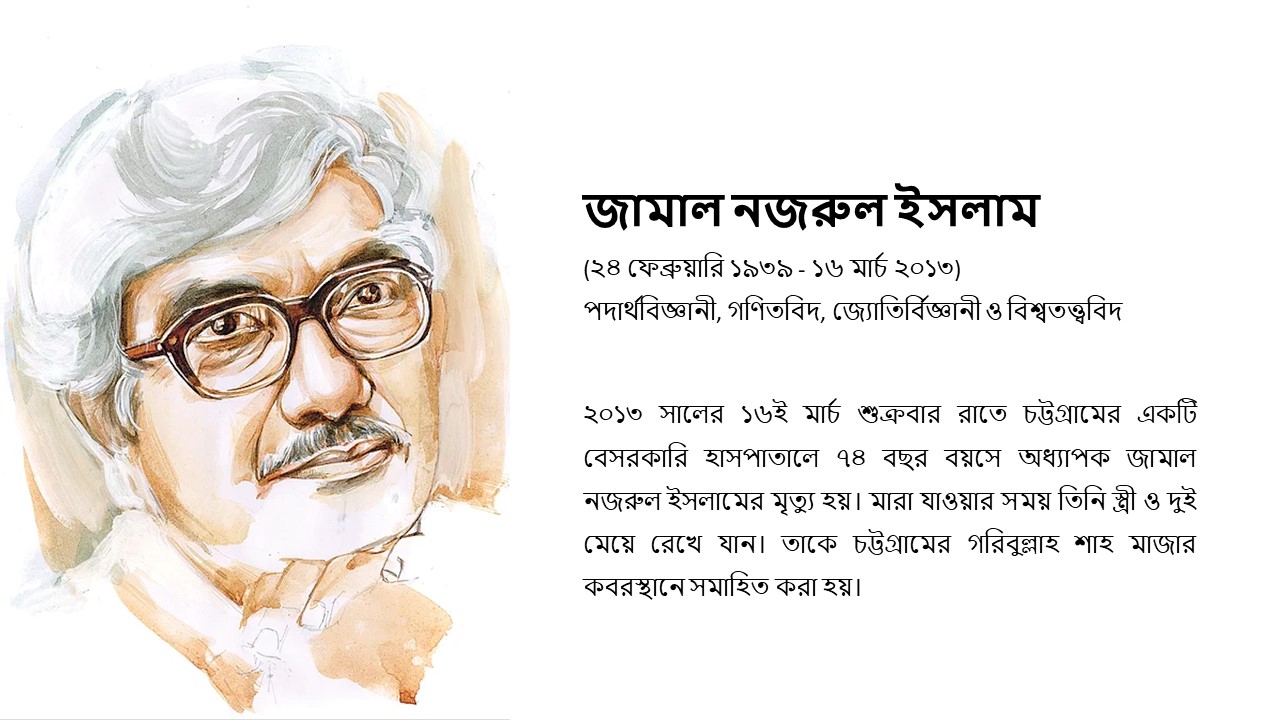 জামাল নজরুল ইসলাম
(২৪ ফেব্রুয়ারি ১৯৩৯ - ১৬ মার্চ ২০১৩)
পদার্থবিজ্ঞানী, গণিতবিদ, জ্যোতির্বিজ্ঞানী ও বিশ্বতত্ত্ববিদ
২০১৩ সালের ১৬ই মার্চ শুক্রবার রাতে চট্টগ্রামের একটি
বেসরকারি হাসপাতালে ৭৪ বছর বয়সে অধ্যাপক জামাল
নজরুল ইসলামের মৃত্যু হয়। মারা যাওয়ার সময় তিনি স্ত্রী ও দুই
মেয়ে রেখে যান। তাকে চট্টগ্রামের গরিবুল্লাহ শাহ মাজার
কবরস্থানে সমাহিত করা হয়।